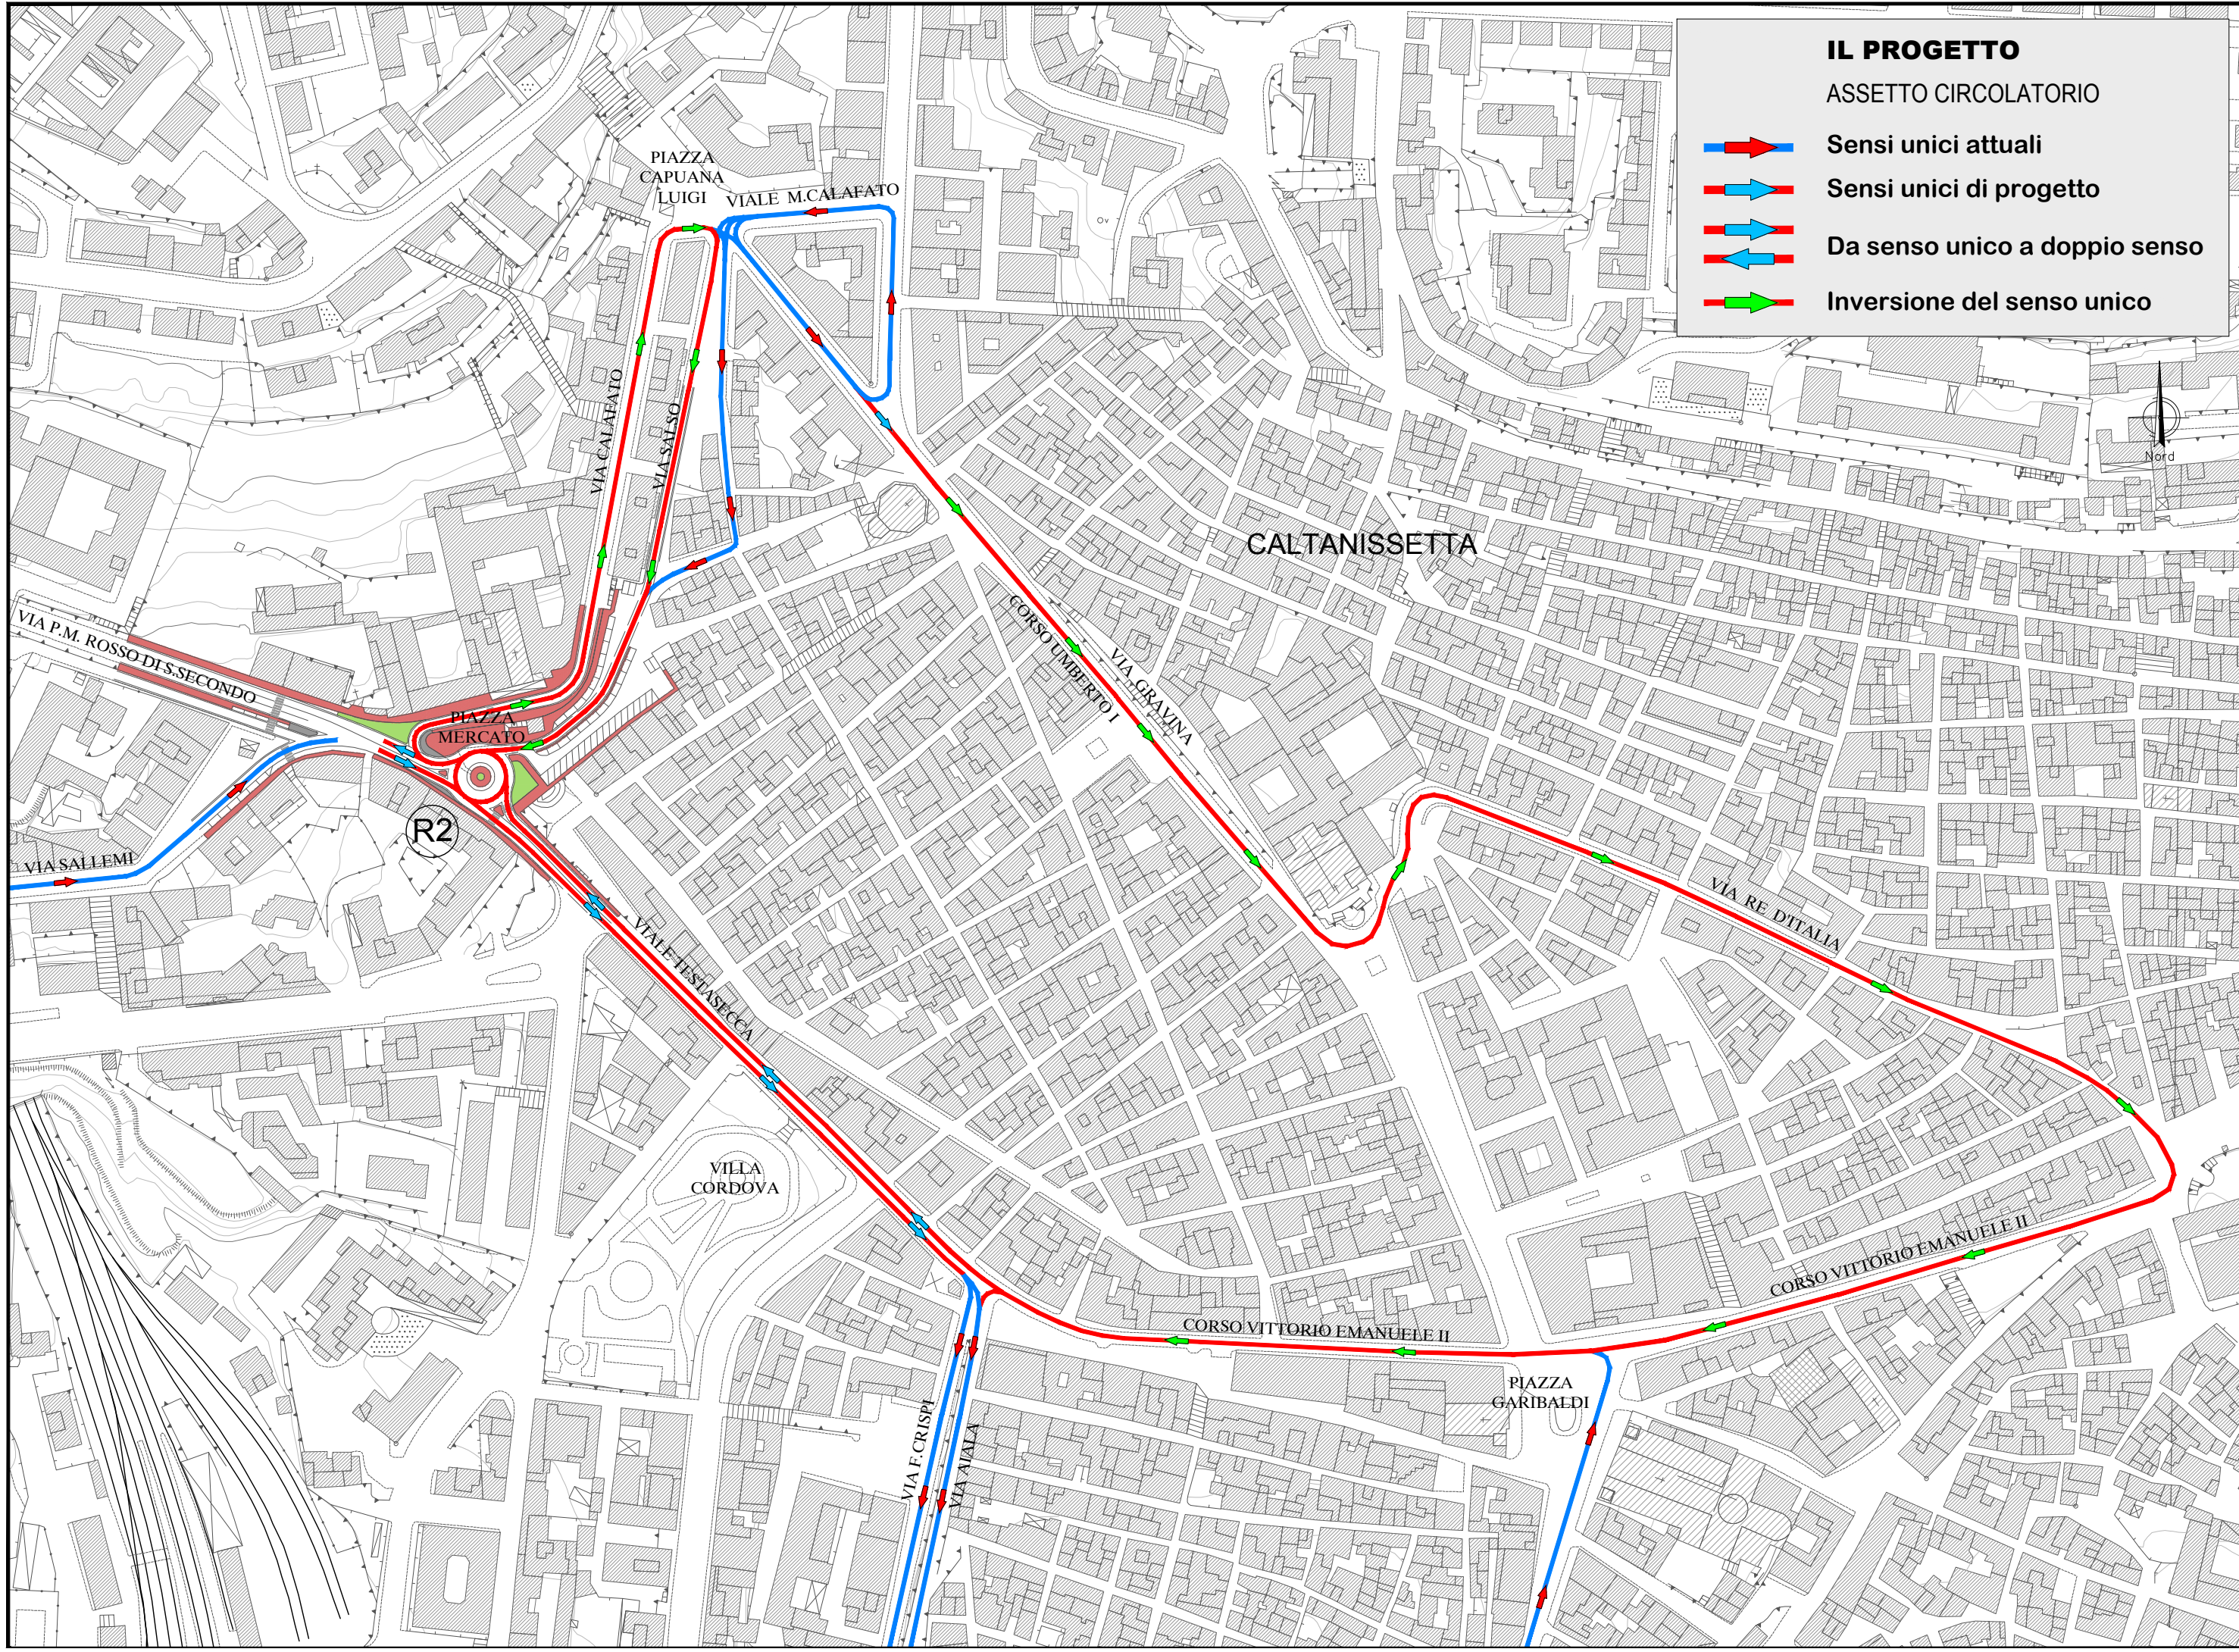 IL PROGETTO
ASSETTO CIRCOLATORIO
Sensi unici attuali
Sensi unici di progetto
Da senso unico a doppio senso
Inversione del senso unico
Nord
PIAZZA
CAPUANA
LUIGI
VIALE M.CALAFATO
VIA CALAFATO
VIA SALSO
CALTANISSETTA
VIA P.M. ROSSO DI S.SECONDO
PIAZZA
MERCATO
CORSO UMBERTO I
VIA GRAVINA
R2
VIA SALLEMI
VIA RE D'ITALIA
VIALE TESTASECCA
VILLA
CORDOVA
CORSO VITTORIO EMANUELE II
CORSO VITTORIO EMANUELE II
PIAZZA
GARIBALDI
VIA F.CRISPI
VIA AIALA